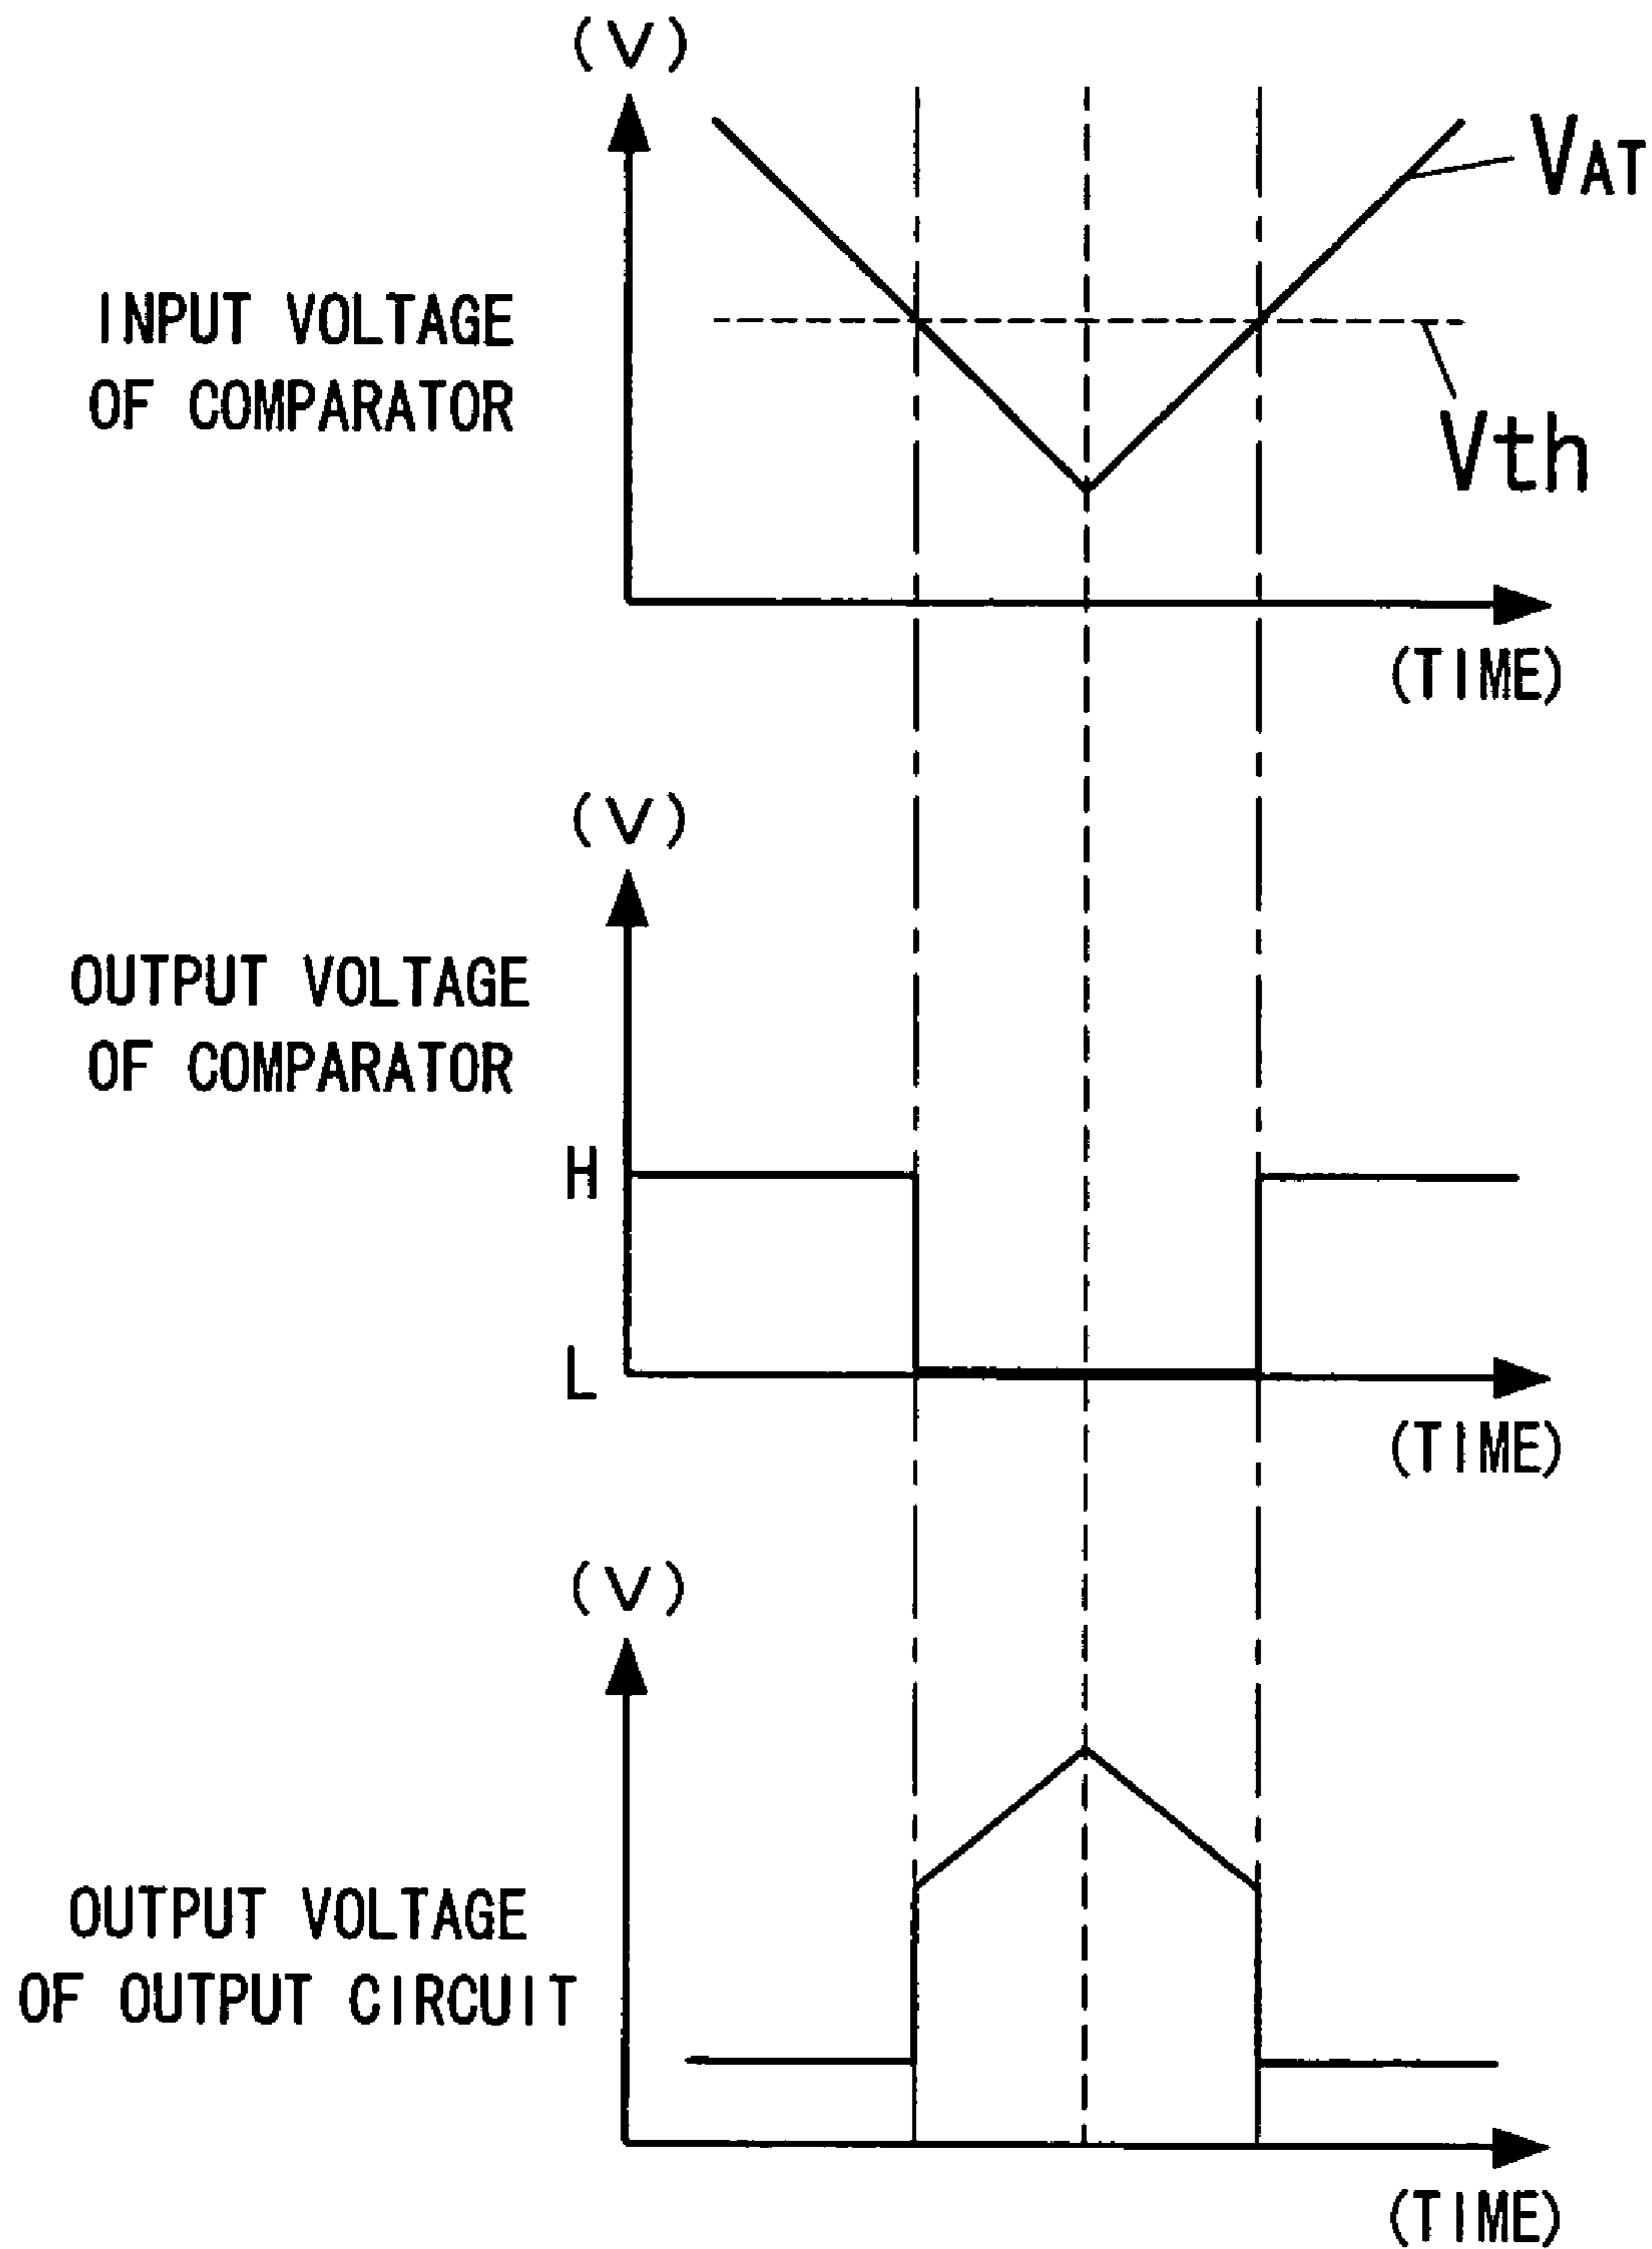 (V)
VAT
INPUT VOLTAGE
OF COMPARATOR
Vth
(TIME)
(V)
OUTPUT VOLTAGE
OF COMPARATOR
H
L
(TIME)
(V)
OUTPUT VOLTAGE
OF OUTPUT CIRCUIT
(TIME)